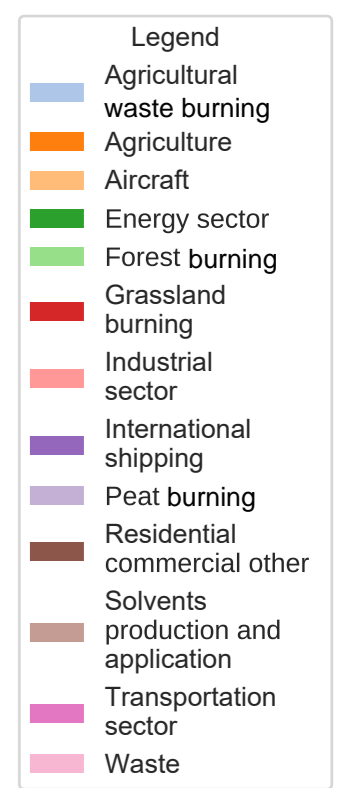 Legend
Agricultural
waste burning
Agriculture
Aircraft
Energy sector
Forest burning
Grassland
burning
Industrial
sector
International
shipping
Peat burning
Residential
commercial other
Solvents
production and
application
Transportation
sector
Waste